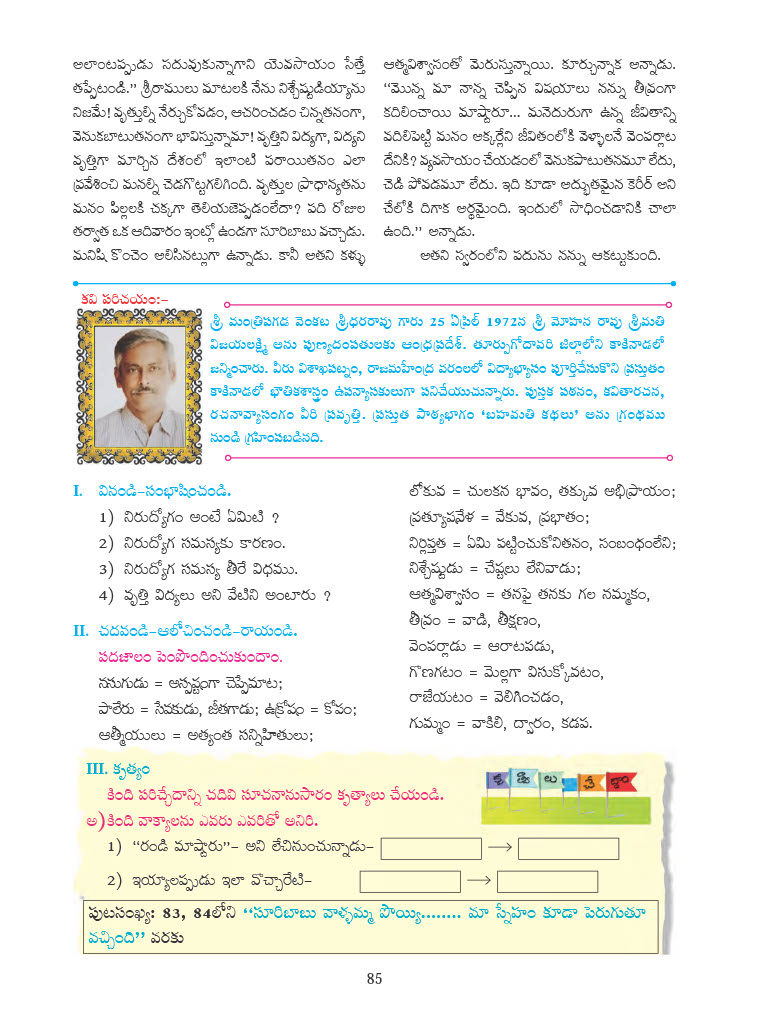 అలాంటప్పుడు సదువుకున్నాగాని యెవసాయం సేత్తే
తప్పేటండి.” శ్రీరాములు మాటలకి నేను నిశ్చేష్టుడియ్యాను
నిజమే! వృత్తుల్ని నేర్చుకోవడం, ఆచరించడం చిన్నతనంగా,
వెనుకబాటుతనంగా భావిస్తున్నామా! వృత్తిని విద్యగా, విద్యని
వృత్తిగా మార్చిన దేశంలో ఇలాంటి పరాయితనం ఎలా
ప్రవేశించి మనల్ని చెడగొట్టగలిగింది. వృత్తుల ప్రాధాన్యతను
మనం పిల్లలకి చక్కగా తెలియజెప్పడంలేదా? పది రోజుల
తర్వాత ఒక ఆదివారం ఇంట్లో ఉండగా సూరిబాబు వచ్చాడు.
మనిషి కొంచెం అలిసినట్లుగా ఉన్నాడు. కానీ అతని కళ్ళు
ఆత్మవిశ్వాసంతో మెరుస్తున్నాయి. కూర్చున్నాక అన్నాడు.
“మొన్న మా నాన్న చెప్పిన విషయాలు నన్ను తీవ్రంగా
కదిలించాయి మాష్టారూ... మనెదురుగా ఉన్న జీవితాన్ని
వదిలిపెట్టి మనం అక్కర్లేని జీవితంలోకి వెళ్ళాలనే వెంపర్లాట
దేనికి? వ్యవసాయం చేయడంలో వెనుకపాటుతనమూ లేదు,
చెడి పోవడమూ లేదు. ఇది కూడా అద్భుతమైన కెరీర్ అని
చేలోకి దిగాక అర్థమైంది. ఇందులో సాధించడానికి చాలా
ఉంది.” అన్నాడు.
అతని స్వరంలోని పదును నన్ను ఆకట్టుకుంది.
కవి పరిచయం:-
శ్రీ మంత్రిపగడ వెంకట శ్రీధరరావు గారు 25 ఏప్రిల్ 1972న శ్రీ మోహన రావు శ్రీమతి
విజయలక్ష్మి అను పుణ్యదంపతులకు ఆంధ్రప్రదేశ్. తూర్పుగోదావరి జిల్లాలోని కాకినాడలో
జన్మించారు. వీరు విశాఖపట్నం, రాజమహేంద్ర వరంలలో విద్యాభ్యాసం పూర్తిచేసుకొని ప్రస్తుతం
కాకినాడలో భౌతికశాస్త్రం ఉపన్యాసకులుగా పనిచేయుచున్నారు. పుస్తక పఠనం, కవితారచన,
రచనావ్యాసంగం వీరి ప్రవృత్తి. ప్రస్తుత పాఠ్యభాగం ‘బహుమతి కథలు’ అను గ్రంథము
నుండి గ్రహింపబడినది.
I. వినండి-సంభాషించండి.
1) నిరుద్యోగం అంటే ఏమిటి ?
2) నిరుద్యోగ సమస్యకు కారణం.
3) నిరుద్యోగ సమస్య తీరే విధము.
4) వృత్తి విద్యలు అని వేటిని అంటారు ?
II. చదవండి-ఆలోచించండి-రాయండి.
పదజాలం పెంపొందించుకుందాం.
నసుగుడు = అస్పష్టంగా చెప్పేమాట;
పాలేరు = సేవకుడు, జీతగాడు; ఉక్రోషం = కోపం;
ఆత్మీయులు = అత్యంత సన్నిహితులు;
లోకువ = చులకన భావం, తక్కువ అభిప్రాయం;
ప్రత్యూషవేళ = వేకువ, ప్రభాతం;
నిర్లిప్తత = ఏమి పట్టించుకోనితనం, సంబంధంలేని;
నిశ్చేష్టుడు = చేష్టలు లేనివాడు;
ఆత్మవిశ్వాసం = తనపై తనకు గల నమ్మకం,
తీవ్రం = వాడి, తీక్షణం,
వెంపర్లాడు = ఆరాటపడు,
గొణగటం = మెల్లగా విసుక్కోవటం,
రాజేయటం = వెలిగించడం,
గుమ్మం = వాకిలి, ద్వారం, కడప.
III. కృత్యం
కృ త్యా లు చే ద్దాం
కింది పరిచ్ఛేదాన్ని చదివి సూచనానుసారం కృత్యాలు చేయండి.
అ)కింది వాక్యాలను ఎవరు ఎవరితో అనిరి.
1) “రండి మాష్టారు”- అని లేచినుంచున్నాడు-
2) ఇయ్యాలప్పుడు ఇలా వొచ్చారేటి-
పుటసంఖ్య: 83, 84లోని “సూరిబాబు వాళ్ళమ్మ పొయ్యి........ మా స్నేహం కూడా పెరుగుతూ
వచ్చింది” వరకు
85